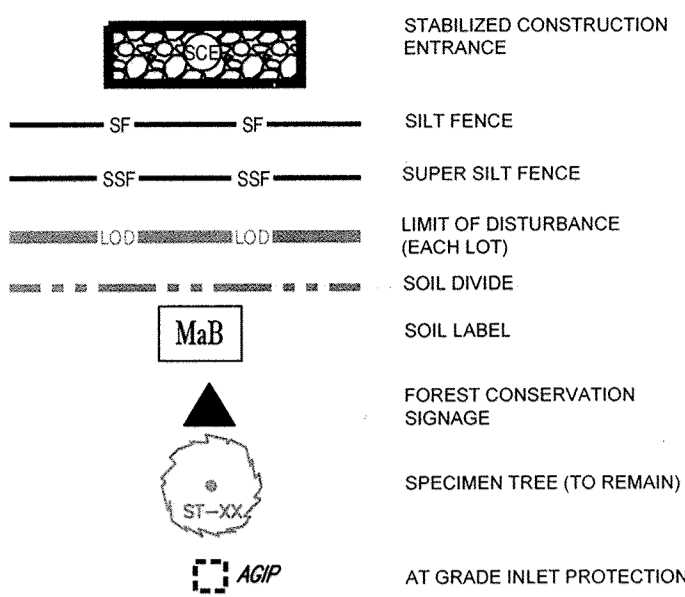 STABILIZED CONSTRUCTION
ENTRANCE
SCE
SF SF
SILT FENCE
SSF SSF
SUPER SILT FENCE
LOD LOD
LIMIT OF DISTURBANCE
(EACH LOT)
SOIL DIVIDE
MaB
SOIL LABEL
FOREST CONSERVATION
SIGNAGE
ST-XX
SPECIMEN TREE (TO REMAIN)
AGIP
AT GRADE INLET PROTECTION